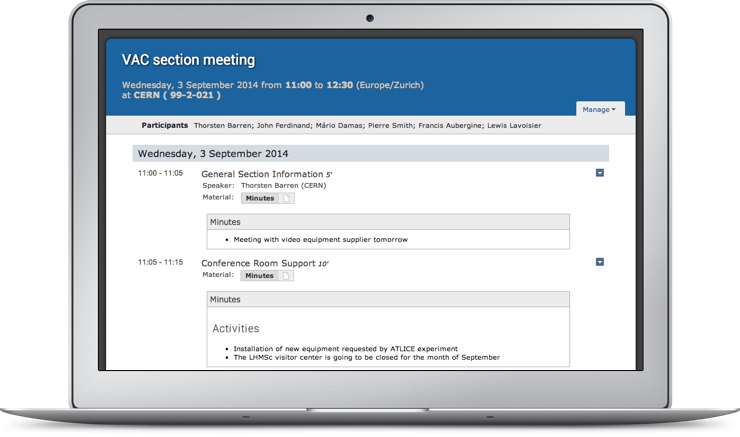 VAC section meeting
Wednesday, 3 September 2014 from 11:00 to 12:30 (Europe/Zurich)
at CERN ( 99-2-021 )
Manage
Participants Thorsten Barren; John Ferdinand; Mário Damas; Pierre Smith; Francis Aubergine; Lewis Lavoisier
Wednesday, 3 September 2014
11:00 - 11:05 General Section Information 5'
Speaker: Thorsten Barren (CERN)
Material: Minutes
Minutes
• Meeting with video equipment supplier tomorrow
11:05 - 11:15 Conference Room Support 10'
Material: Minutes
Minutes
Activities
• Installation of new equipment requested by ATLICE experiment
• The LHMSc visitor center is going to be closed for the month of September